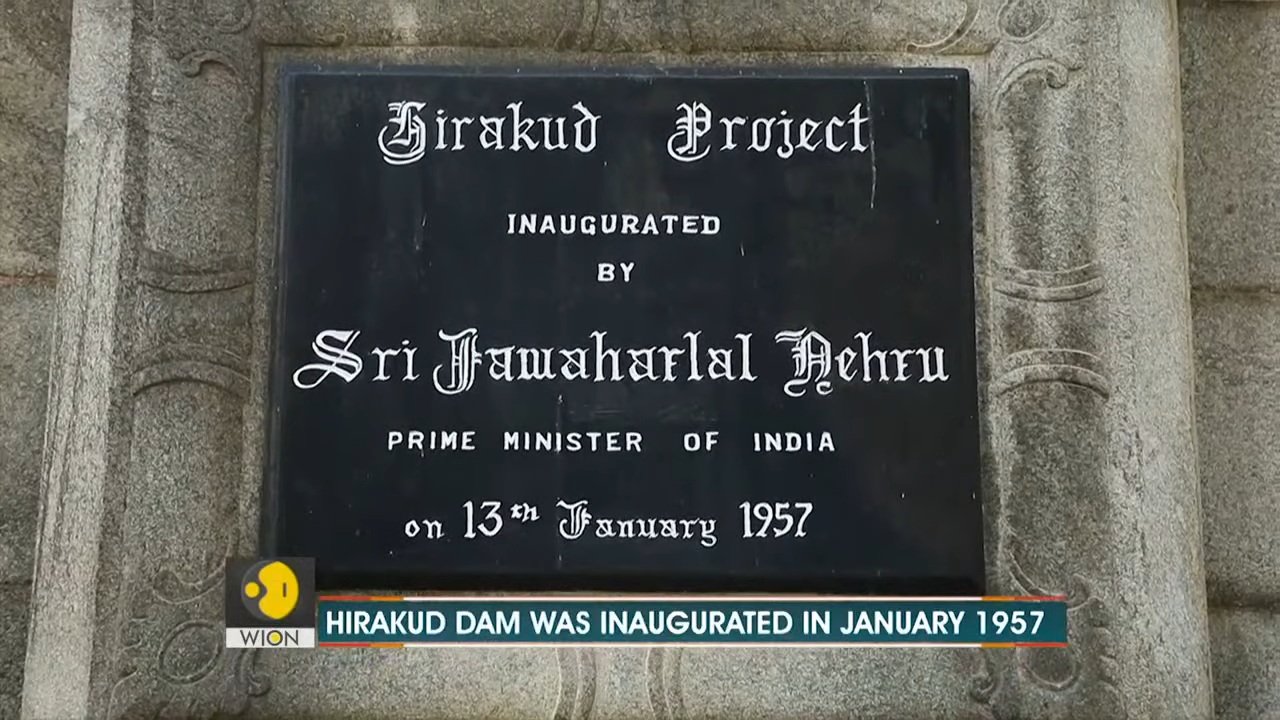 Hirakud Project
INAUGURATED
BY
Sri Jawaharlal Nehru
PRIME MINISTER OF INDIA
on 13th January 1957
WION
HIRAKUD DAM WAS INAUGURATED IN JANUARY 1957